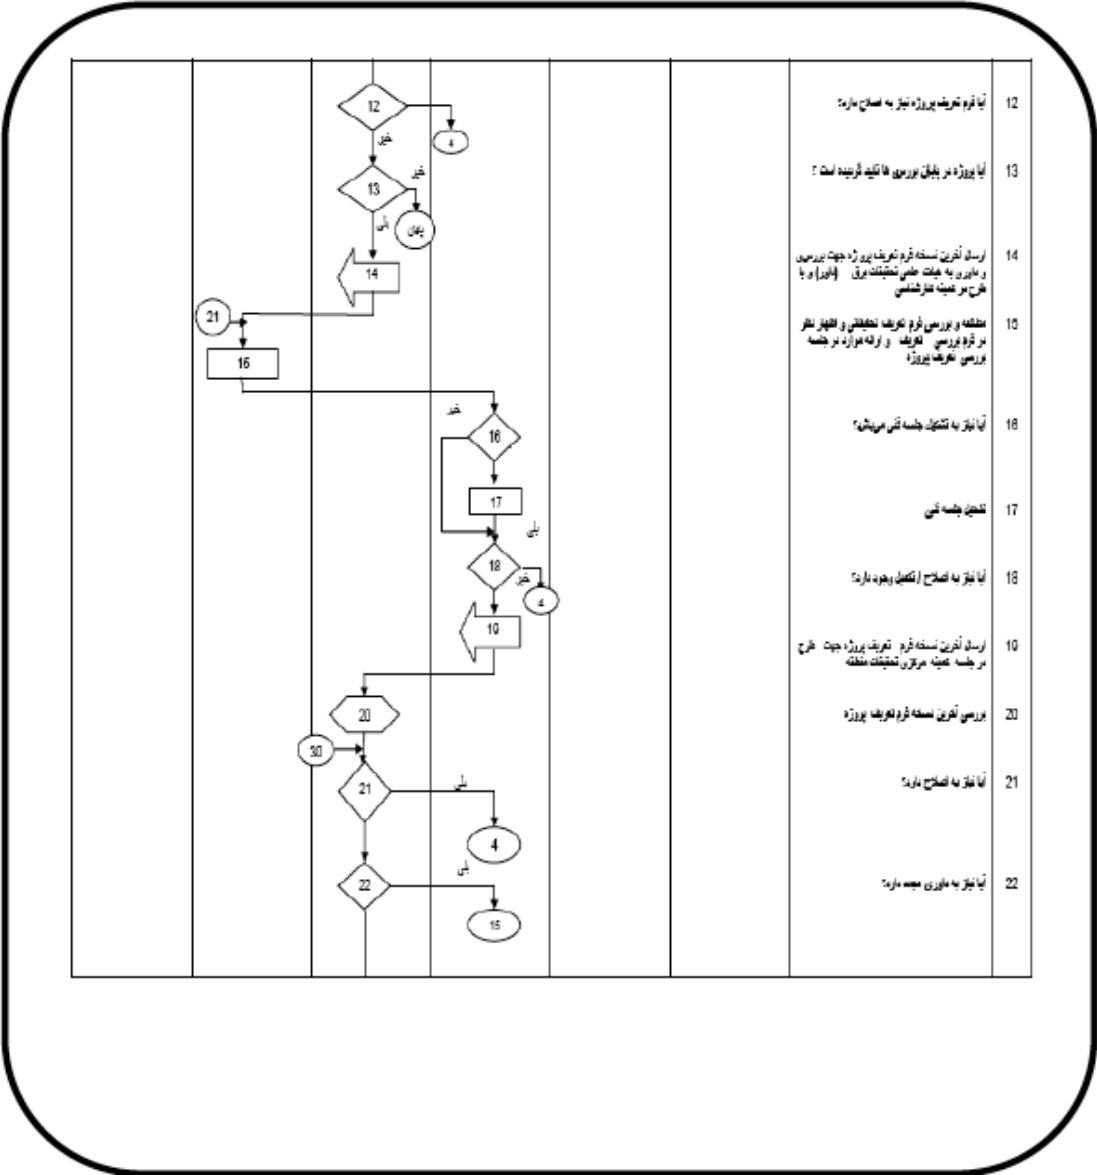 12 آیا فرم تعریف پروژه نیاز به اصلاح دارد؟
13 آیا پروژه در پایان بررسی ها تایید گردیده است ؟
14 ارسال آخرین نسخه فرم تعریف پروژه جهت بررسی
و داوری به هیات علمی تحقیقات برق (داور) و یا
طرح در کمیته کارشناسی
15 مطالعه و بررسی فرم تعریف تحقیقاتی و اظهار نظر
در فرم بررسی تعریف و ارائه موارد در جلسه
بررسی تعریف پروژه
16 آیا نیاز به تشکیل جلسه فنی می‌باشد؟
17 تشکیل جلسه فنی
18 آیا نیاز به اصلاح / تکمیل وجود دارد؟
19 ارسال آخرین نسخه فرم تعریف پروژه جهت طرح
در جلسه کمیته مرکزی تحقیقات منطقه
20 بررسی آخرین نسخه فرم تعریف پروژه
21 آیا نیاز به اصلاح دارد؟
22 آیا نیاز به داوری مجدد دارد؟
12
4
خیر
13
خیر
پایان
بلی
14
21
15
خیر
16
17
بلی
18
خیر
4
19
20
30
21
بلی
4
22
بلی
15